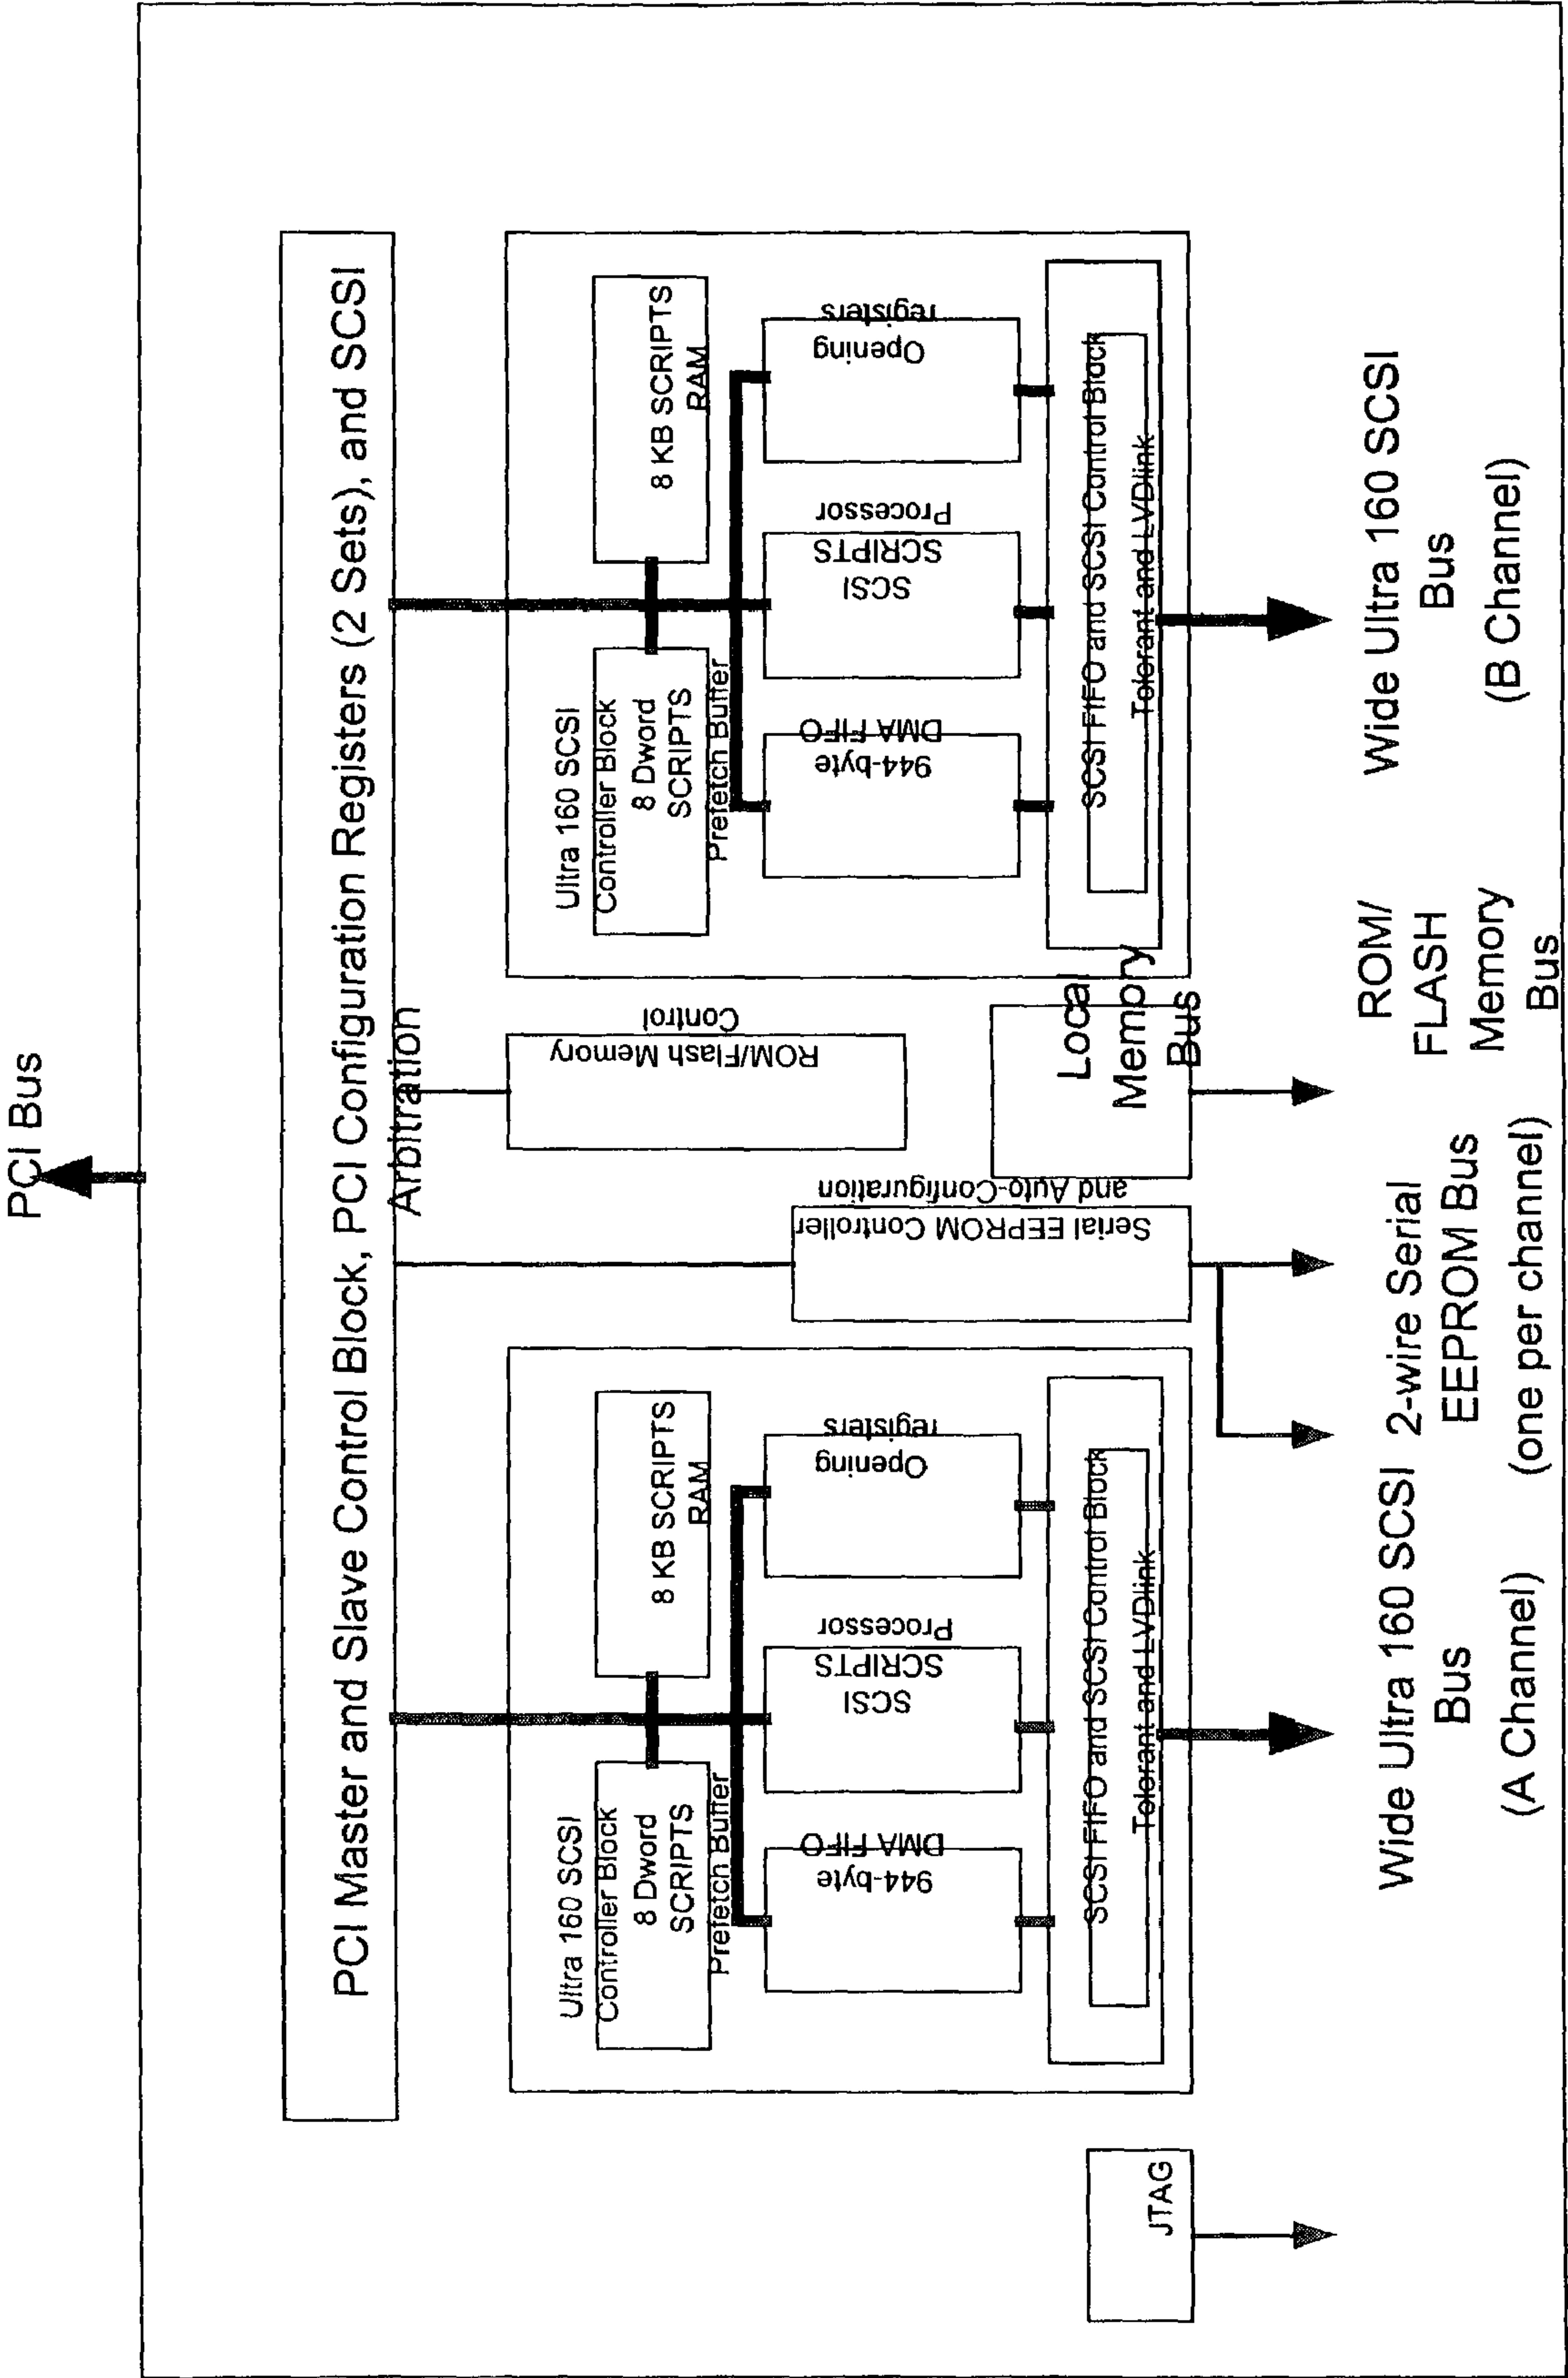 PCI Bus
PCI Master and Slave Control Block, PCI Configuration Registers (2 Sets), and SCSI
Arbitration
Ultra 160 SCSI
Controller Block
8 Dword
SCRIPTS
Prefetch Buffer
8 KB SCRIPTS
RAM
944-byte
DMA FIFO
SCSI
SCRIPTS
Processor
Opening
registers
SCSI FIFO and SCSI Control Block
Tolorant and LVDlink
Serial EEPROM Controller
and Auto-Configuration
ROM/Flash Memory
Control
Local
Memory
Bus
Ultra 160 SCSI
Controller Block
8 Dword
SCRIPTS
Prefetch Buffer
8 KB SCRIPTS
RAM
944-byte
DMA FIFO
SCSI
SCRIPTS
Processor
Opening
registers
SCSI FIFO and SCSI Control Block
Tolorant and LVDlink
JTAG
Wide Ultra 160 SCSI
Bus
(A Channel)
2-wire Serial
EEPROM Bus
(one per channel)
ROM/
FLASH
Memory
Bus
Wide Ultra 160 SCSI
Bus
(B Channel)